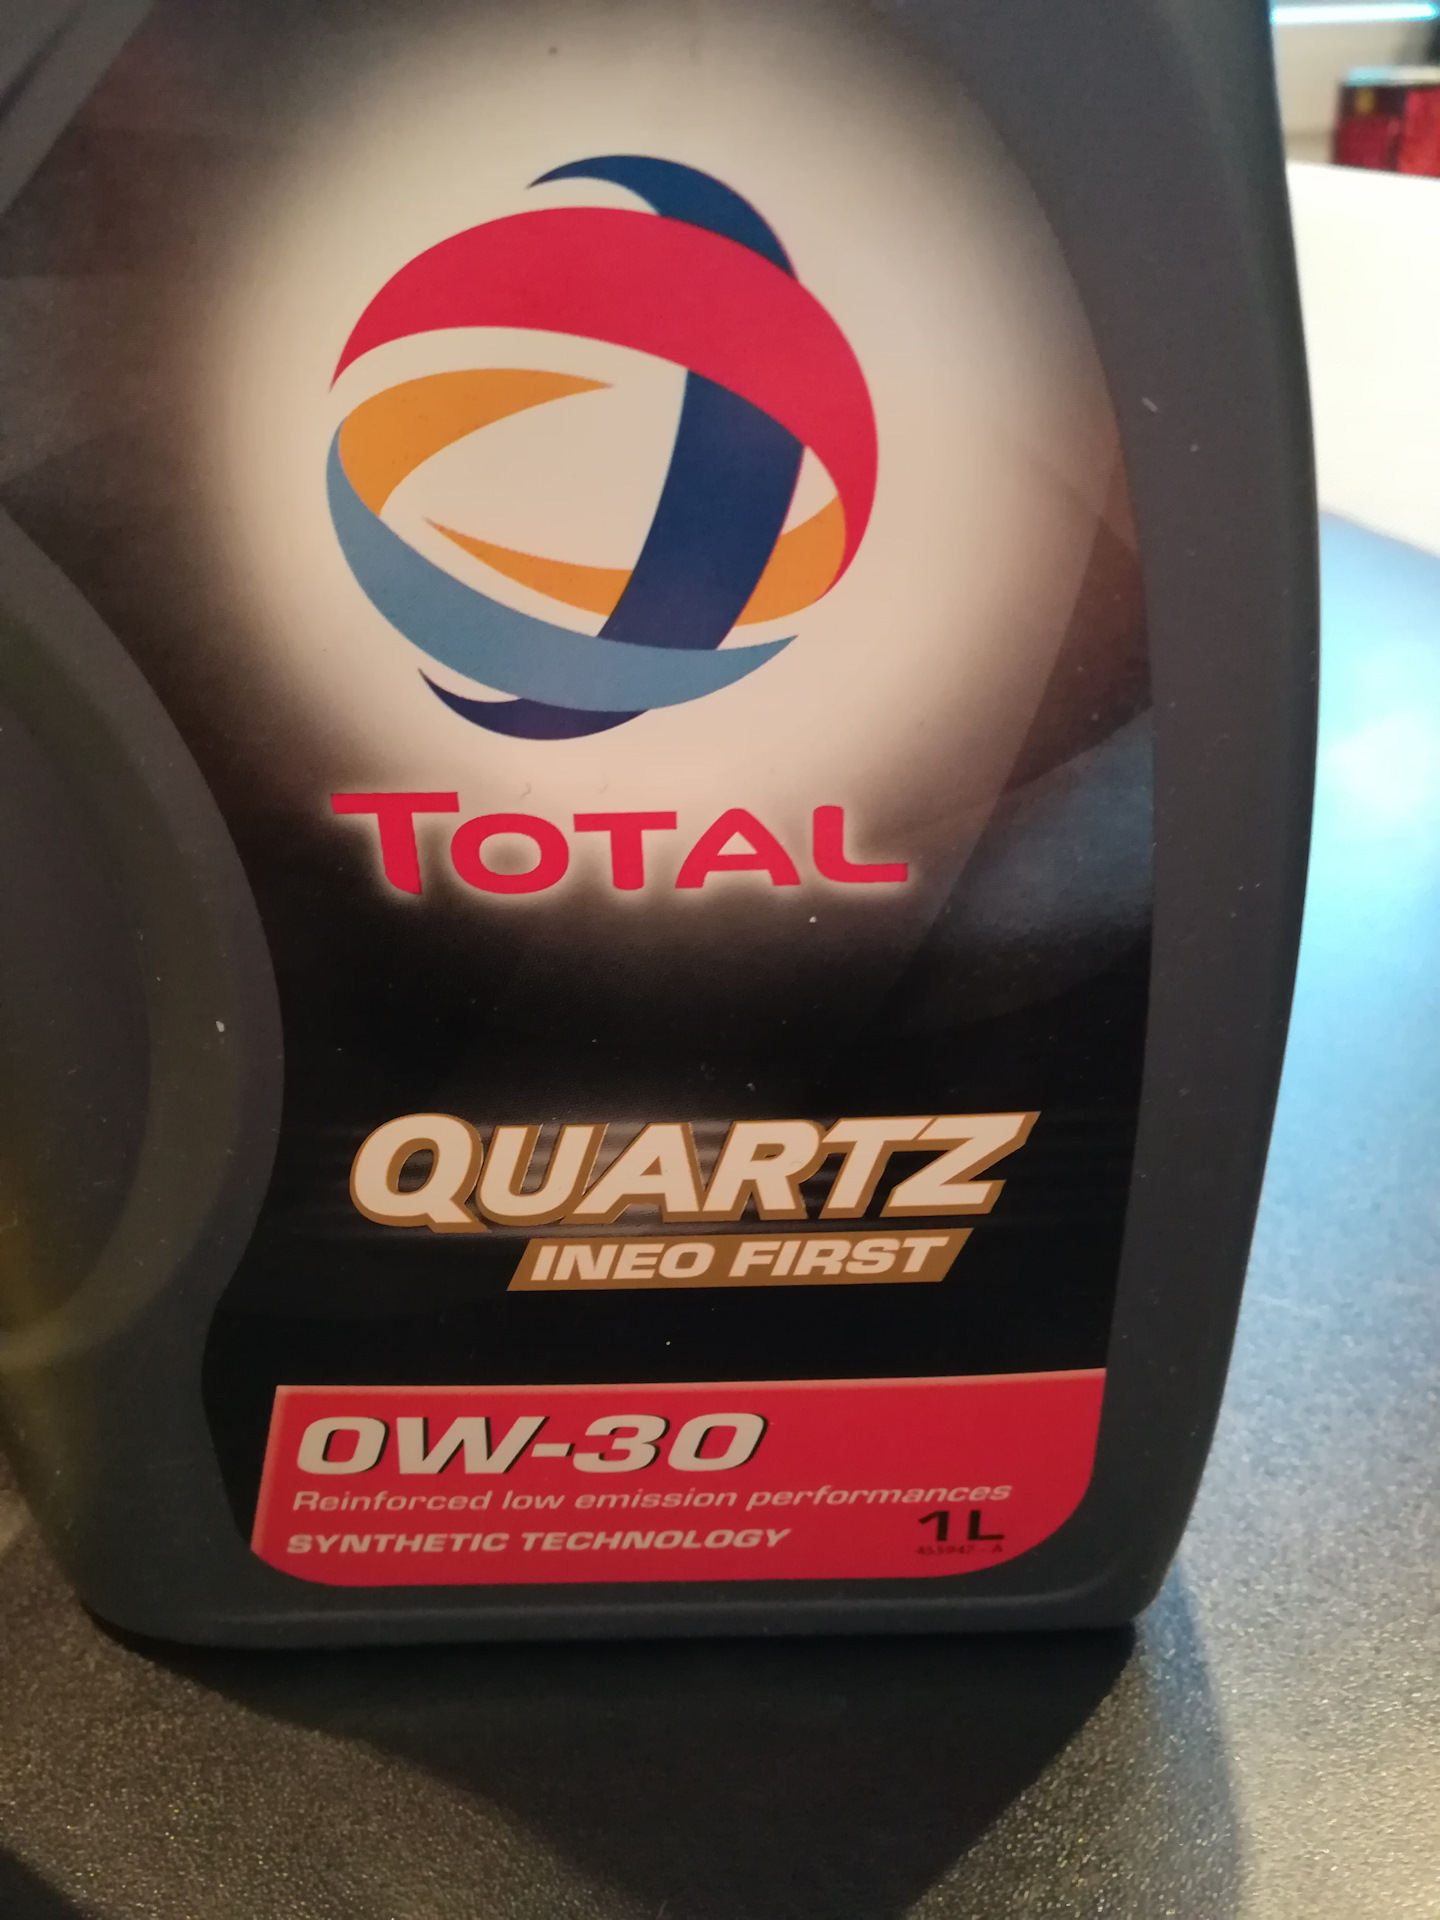 TOTAL
QUARTZ
INEO FIRST
0W-30
Reinforced low emission performances
SYNTHETIC TECHNOLOGY
1L